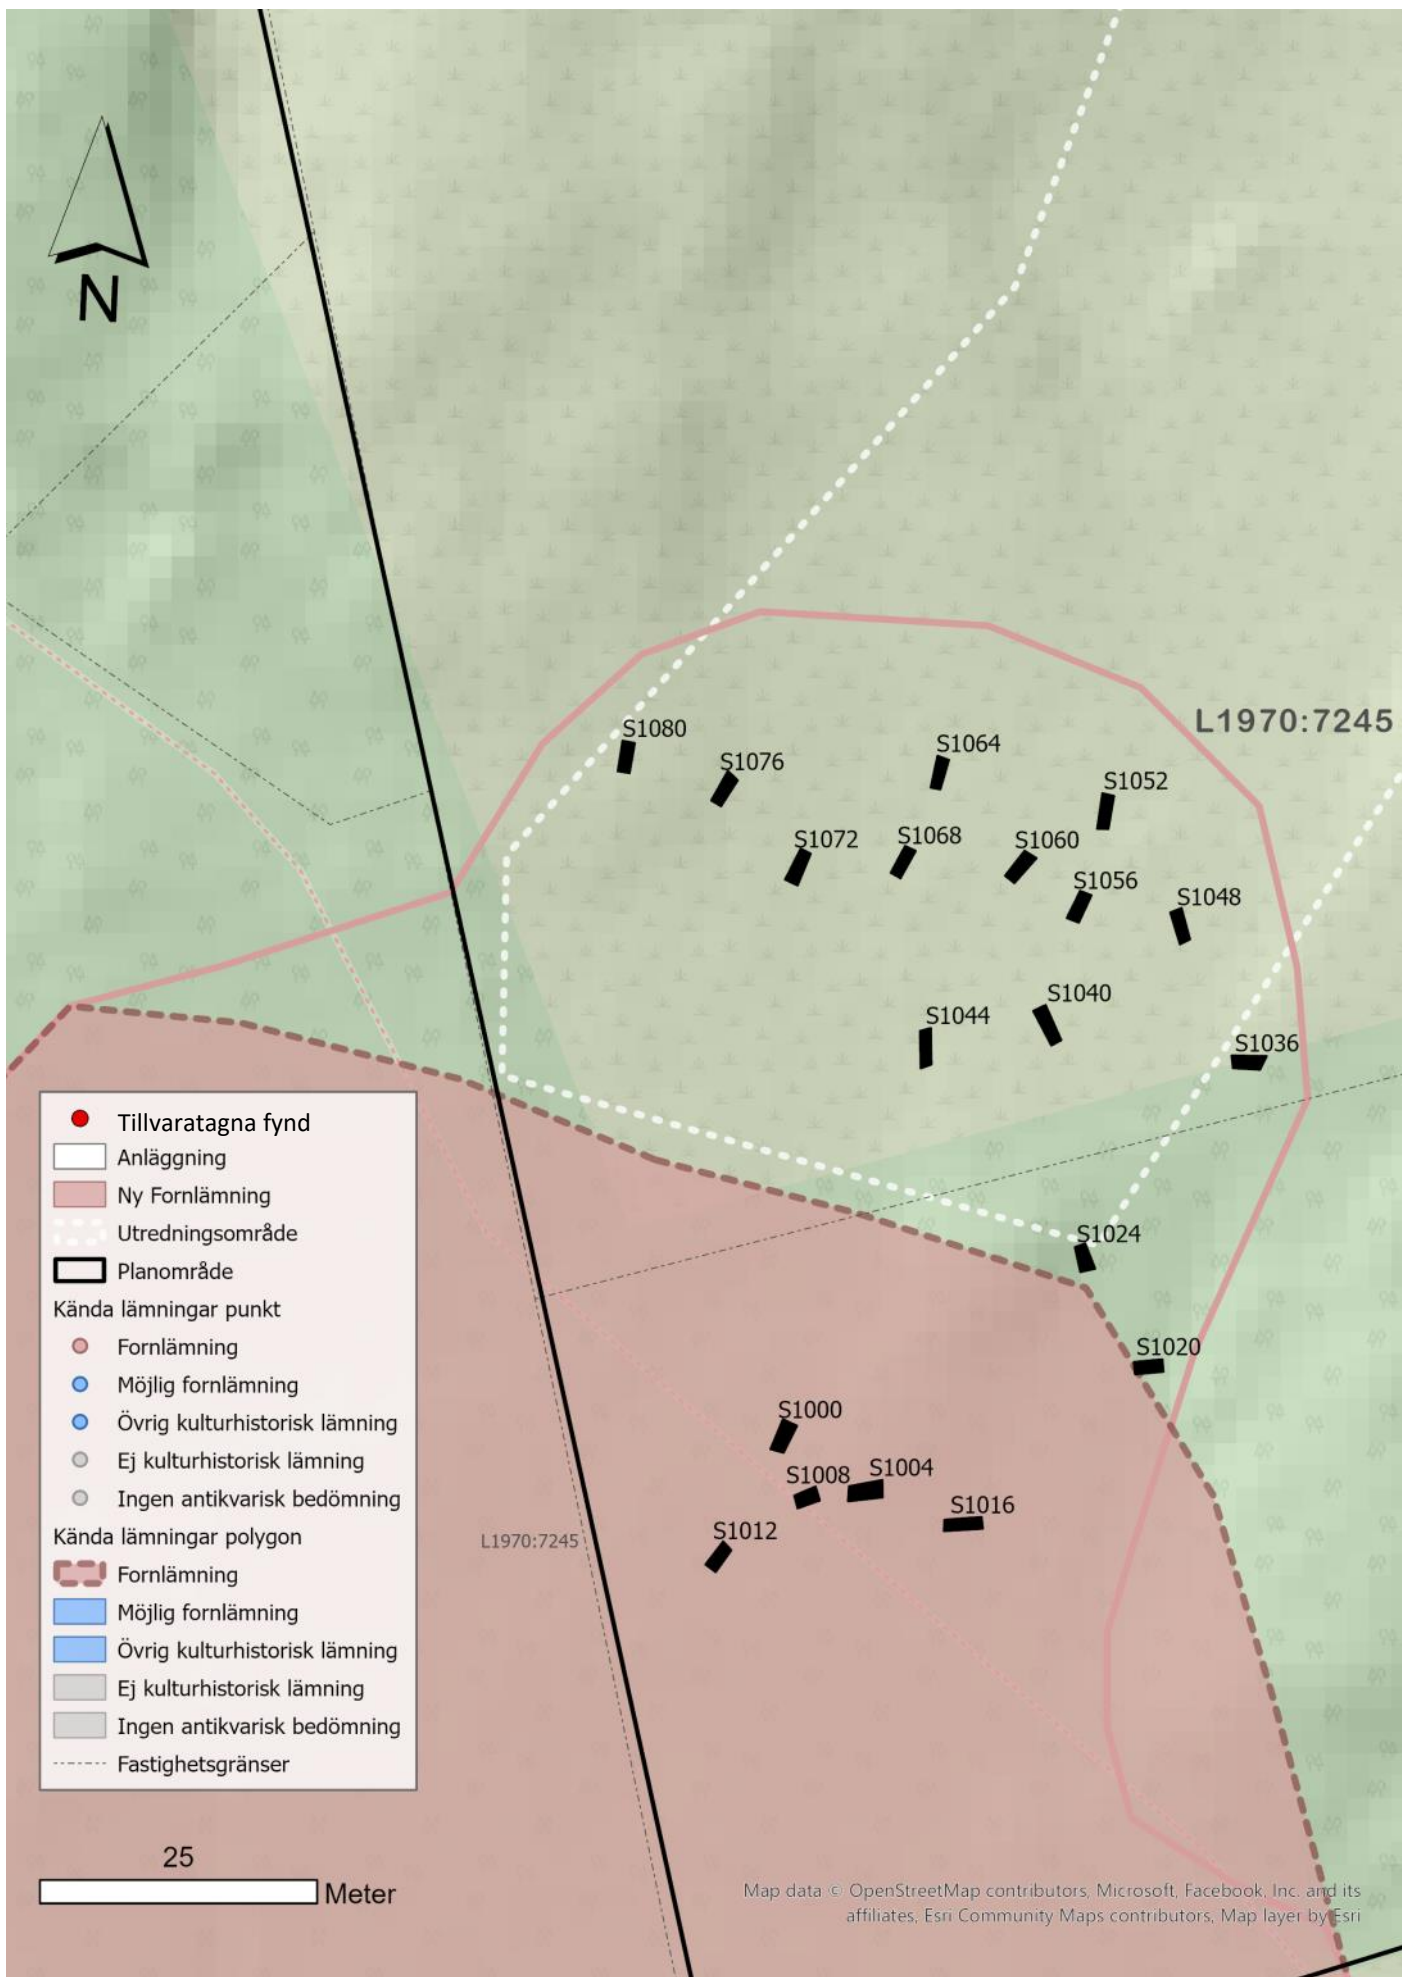 N
L1970:7245
S1080
S1076
S1064
S1052
S1072
S1068
S1060
S1056
S1048
S1044
S1040
S1036
S1024
S1020
S1000
S1008
S1004
S1016
S1012
L1970:7245
Tillvaratagna fynd
Anläggning
Ny Fornlämning
Utredningsområde
Planområde
Kända lämningar punkt
Fornlämning
Möjlig fornlämning
Övrig kulturhistorisk lämning
Ej kulturhistorisk lämning
Ingen antikvarisk bedömning
Kända lämningar polygon
Fornlämning
Möjlig fornlämning
Övrig kulturhistorisk lämning
Ej kulturhistorisk lämning
Ingen antikvarisk bedömning
Fastighetsgränser
25
Meter
Map data © OpenStreetMap contributors, Microsoft, Facebook, Inc. and its
affiliates, Esri Community Maps contributors, Map layer by Esri